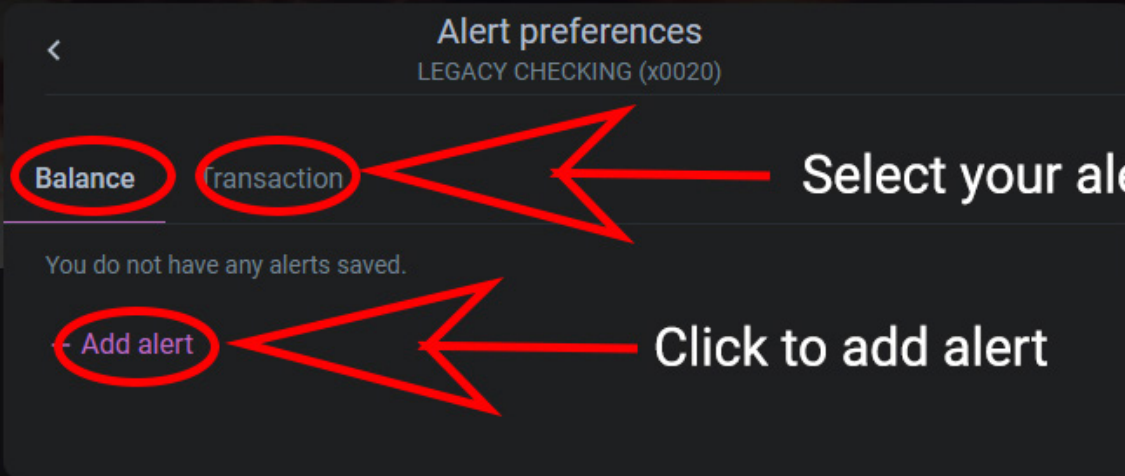 Alert preferences
LEGACY CHECKING (x0020)
Balance Transaction
Select your
You do not have any alerts saved.
+ Add alert
Click to add alert